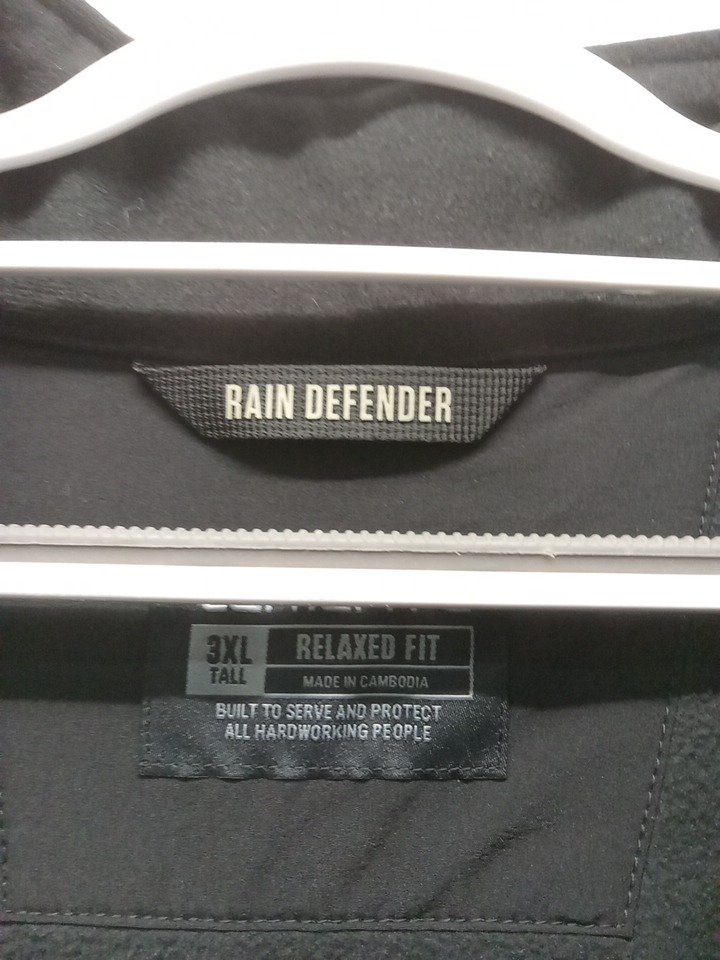 RAIN DEFENDER
3XL
TALL
RELAXED FIT
MADE IN CAMBODIA
BUILT TO SERVE AND PROTECT
ALL HARDWORKING PEOPLE